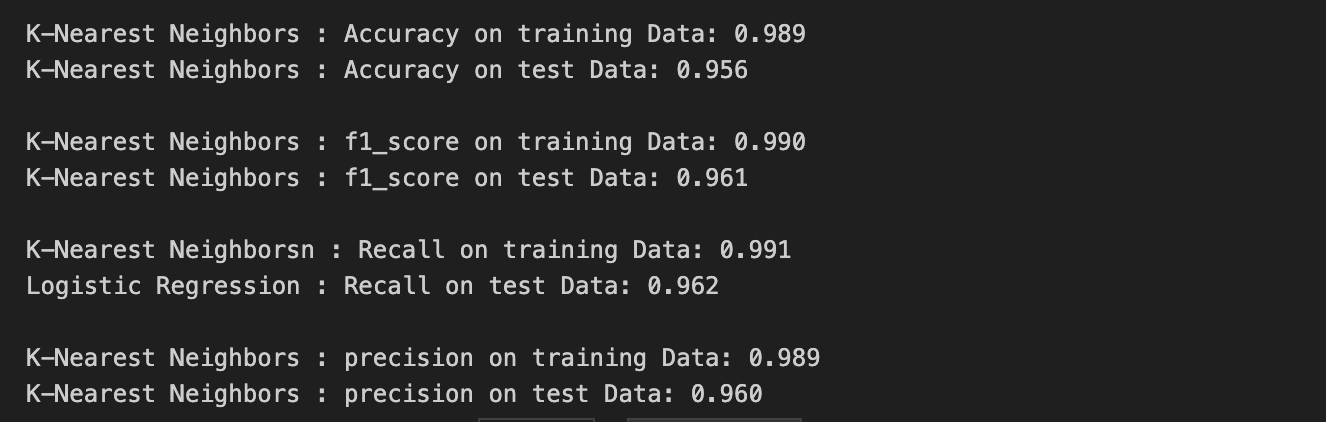 K-Nearest Neighbors : Accuracy on training Data: 0.989
K-Nearest Neighbors : Accuracy on test Data: 0.956
K-Nearest Neighbors : f1_score on training Data: 0.990
K-Nearest Neighbors : f1_score on test Data: 0.961
K-Nearest Neighborsn : Recall on training Data: 0.991
Logistic Regression : Recall on test Data: 0.962
K-Nearest Neighbors : precision on training Data: 0.989
K-Nearest Neighbors : precision on test Data: 0.960